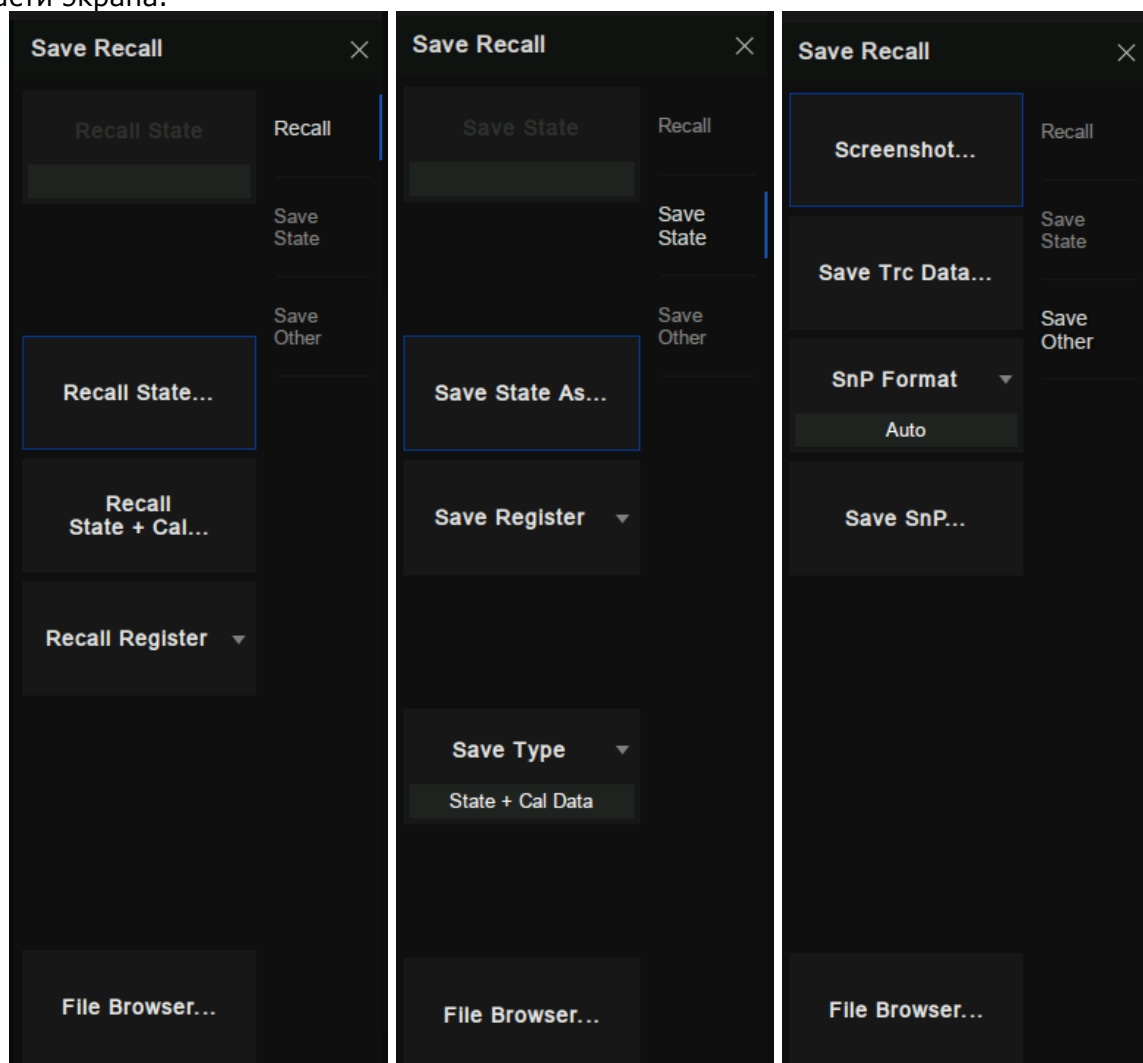 экрана.
Save Recall
Recall State
Recall
Save
State
Save
Other
Recall State...
Recall
State + Cal...
Recall Register
File Browser...
Save Recall
Save State
Recall
Save
State
Save
Other
Save State As...
Save Register
Save Type
State + Cal Data
File Browser...
Save Recall
Screenshot...
Recall
Save
State
Save Trc Data...
Save
Other
SnP Format
Auto
Save SnP...
File Browser...